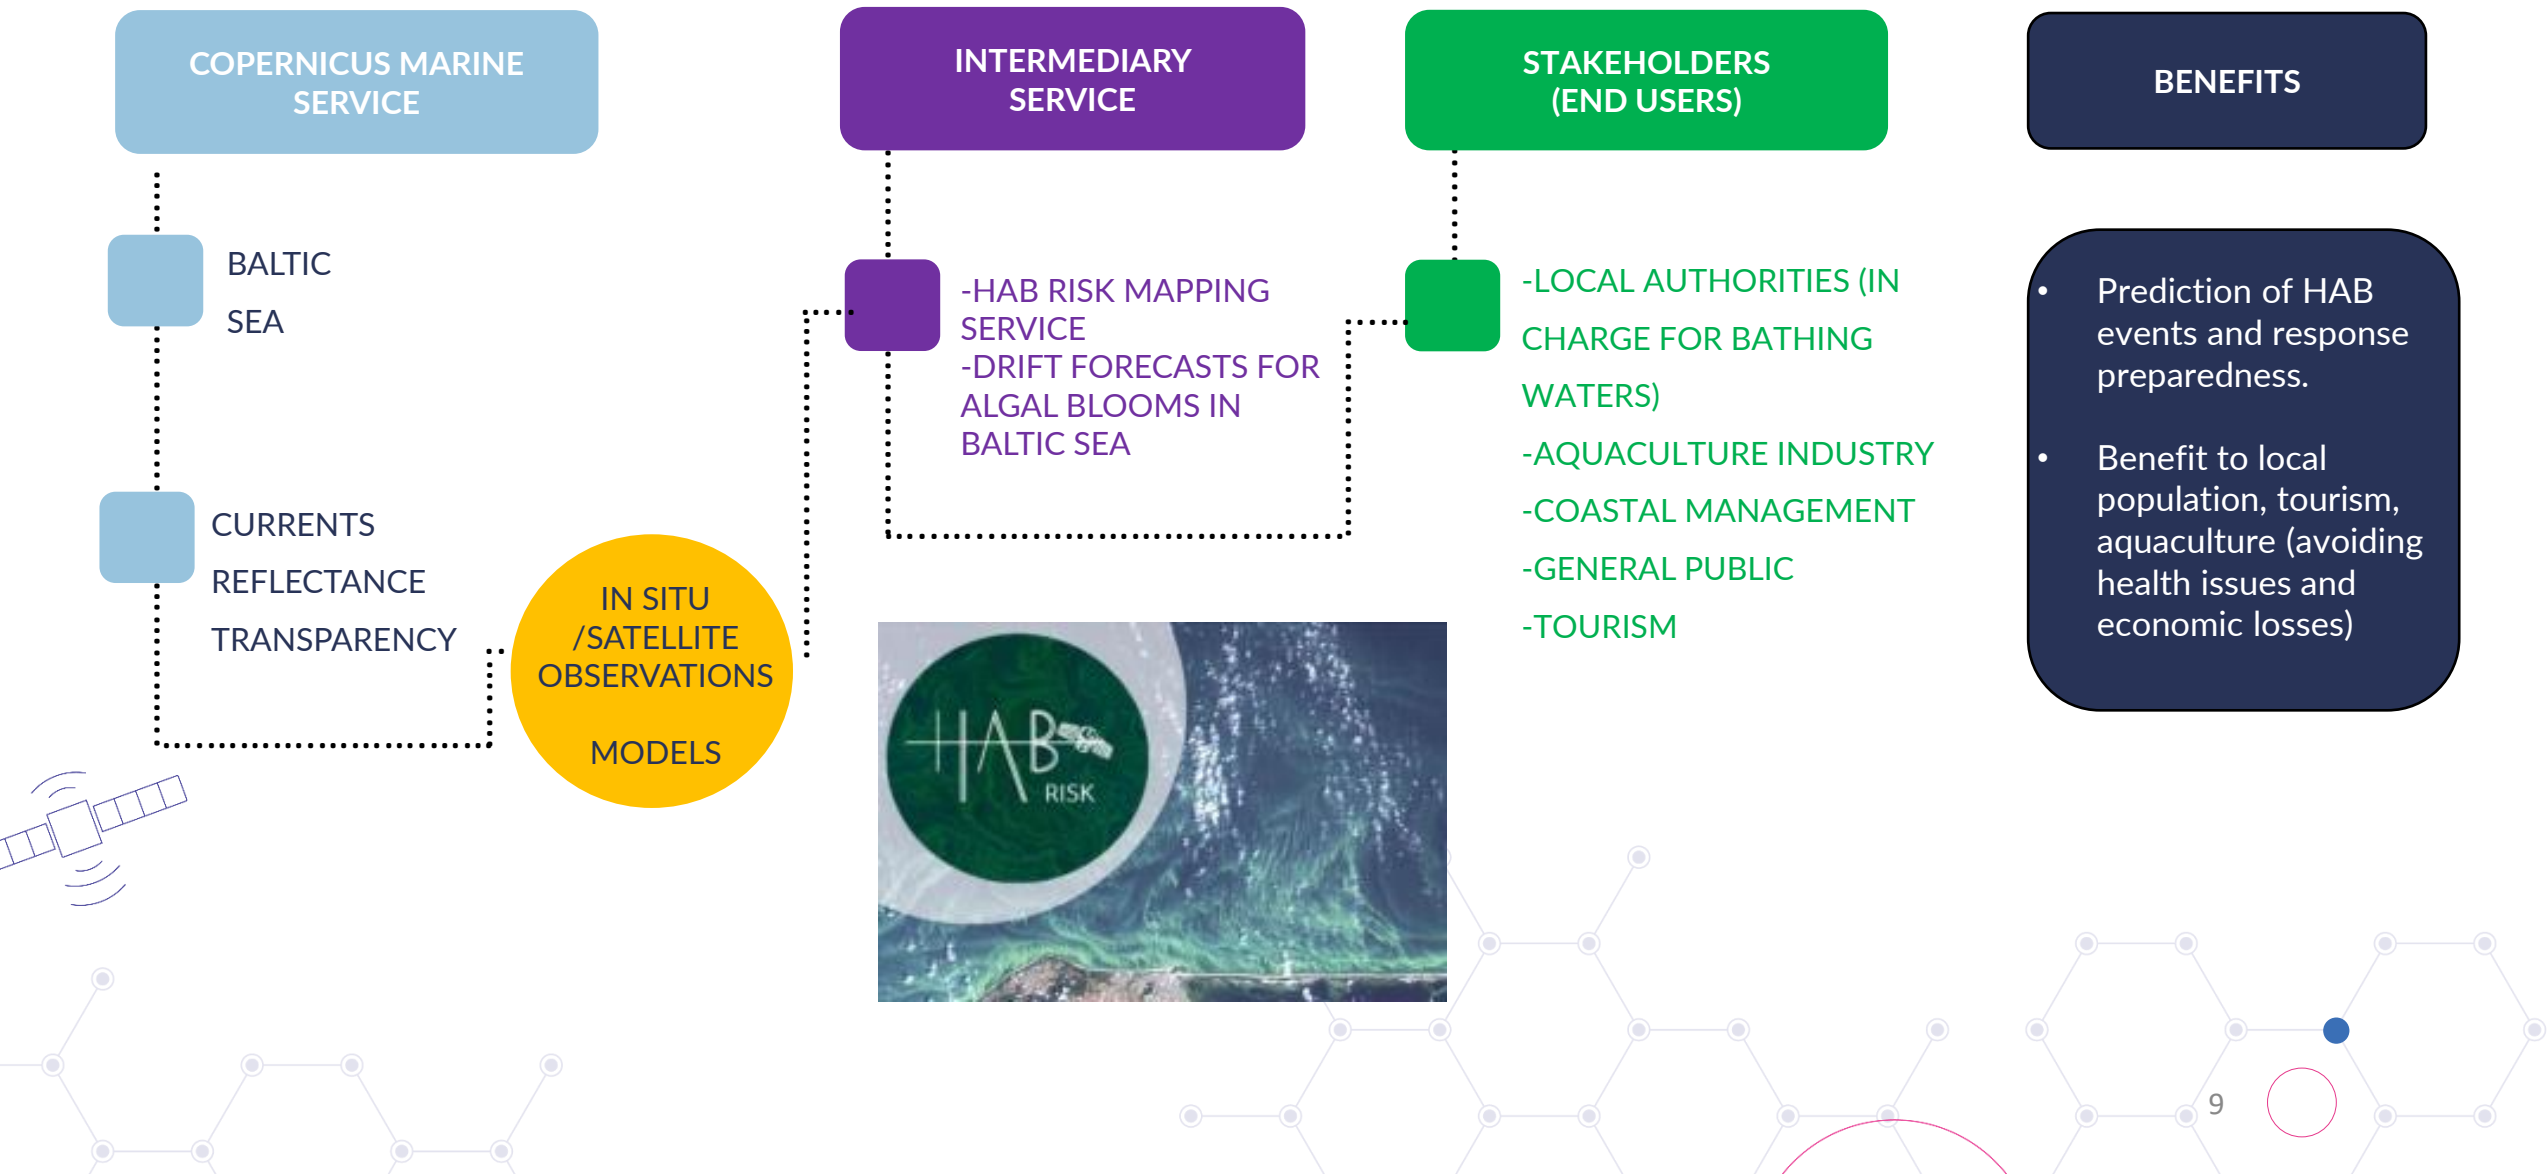 COPERNICUS MARINE
SERVICE
BALTIC
SEA
CURRENTS
REFLECTANCE
TRANSPARENCY
IN SITU
/SATELLITE
OBSERVATIONS
MODELS
INTERMEDIARY
SERVICE
-HAB RISK MAPPING
SERVICE
-DRIFT FORECASTS FOR
ALGAL BLOOMS IN
BALTIC SEA
HAB
RISK
STAKEHOLDERS
(END USERS)
-LOCAL AUTHORITIES (IN
CHARGE FOR BATHING
WATERS)
-AQUACULTURE INDUSTRY
-COASTAL MANAGEMENT
-GENERAL PUBLIC
-TOURISM
BENEFITS
• Prediction of HAB
events and response
preparedness.
• Benefit to local
population, tourism,
aquaculture (avoiding
health issues and
economic losses)
9